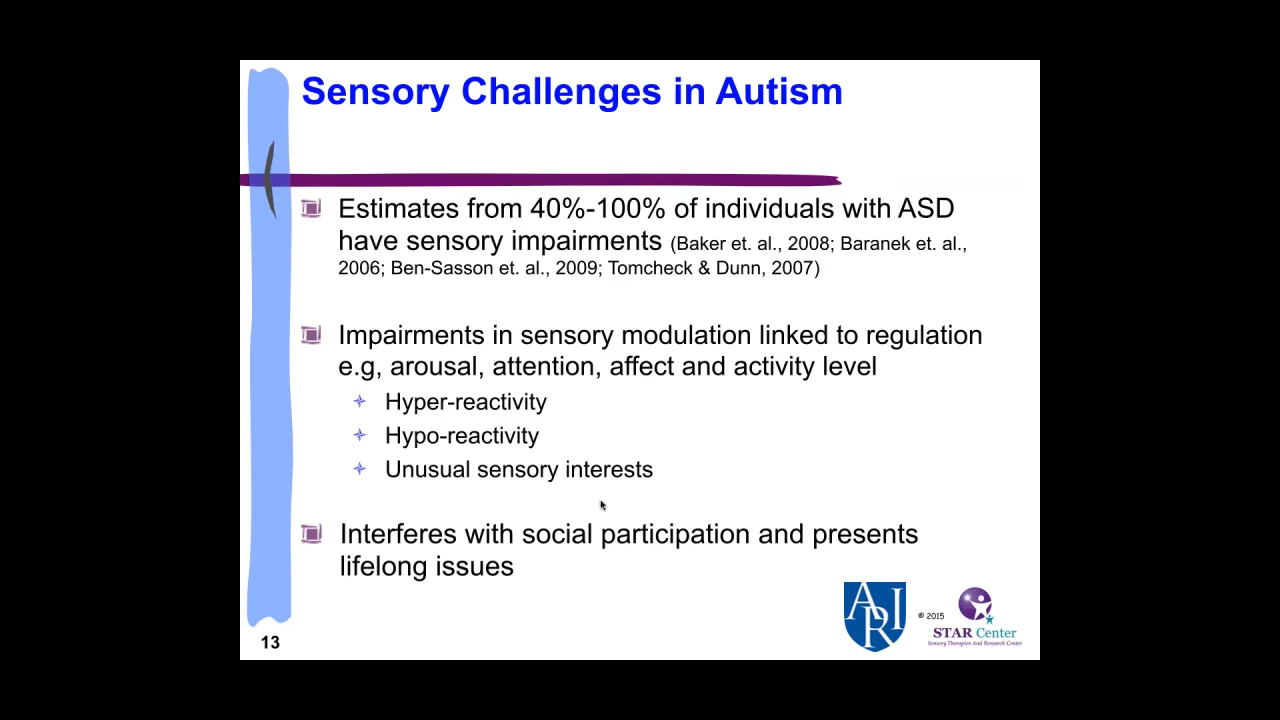 Sensory Challenges in Autism
Estimates from 40%-100% of individuals with ASD
have sensory impairments (Baker et. al., 2008; Baranek et. al.,
2006; Ben-Sasson et. al., 2009; Tomcheck & Dunn, 2007)
Impairments in sensory modulation linked to regulation
e.g, arousal, attention, affect and activity level
Hyper-reactivity
Hypo-reactivity
Unusual sensory interests
Interferes with social participation and presents
lifelong issues
ARI
© 2015
STAR Center
Sensory Therapies And Research Center
13